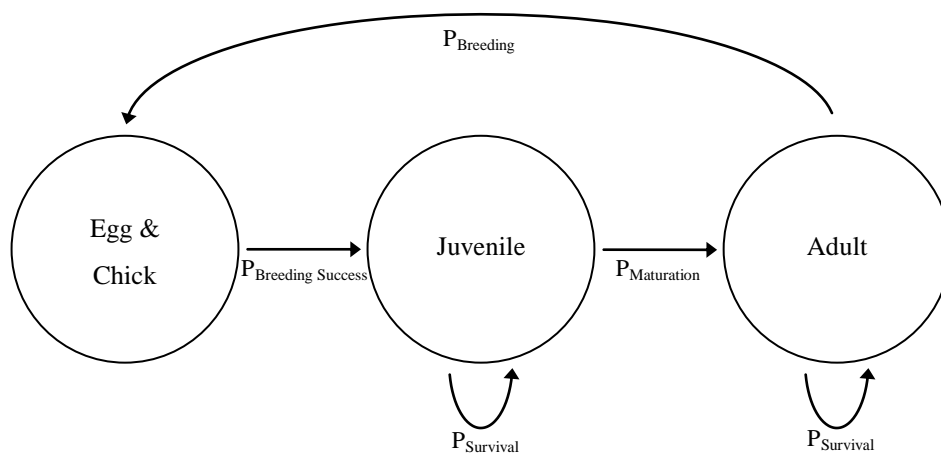 P_Breeding
Egg &
Chick
P_Breeding Success
Juvenile
P_Maturation
Adult
P_Survival
P_Survival